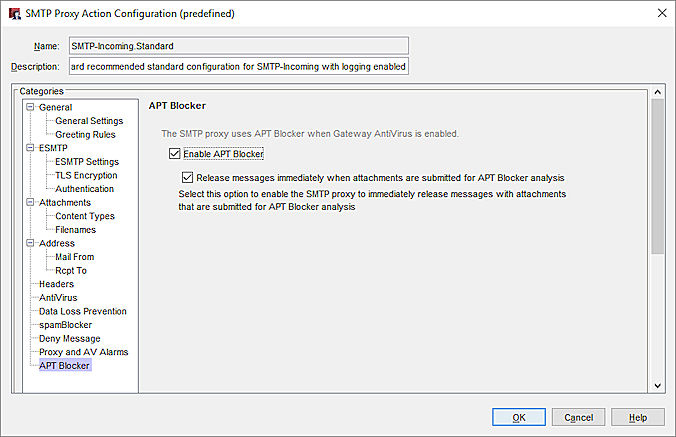 SMTP Proxy Action Configuration (predefined)
Name: SMTP-Incoming.Standard
Description: ard recommended standard configuration for SMTP-Incoming with logging enabled
Categories
General
General Settings
Greeting Rules
ESMTP
ESMTP Settings
TLS Encryption
Authentication
Attachments
Content Types
Filenames
Address
Mail From
Rcpt To
Headers
AntiVirus
Data Loss Prevention
spamBlocker
Deny Message
Proxy and AV Alarms
APT Blocker
APT Blocker
The SMTP proxy uses APT Blocker when Gateway AntiVirus is enabled.
Enable APT Blocker
Release messages immediately when attachments are submitted for APT Blocker analysis
Select this option to enable the SMTP proxy to immediately release messages with attachments
that are submitted for APT Blocker analysis
OK Cancel Help